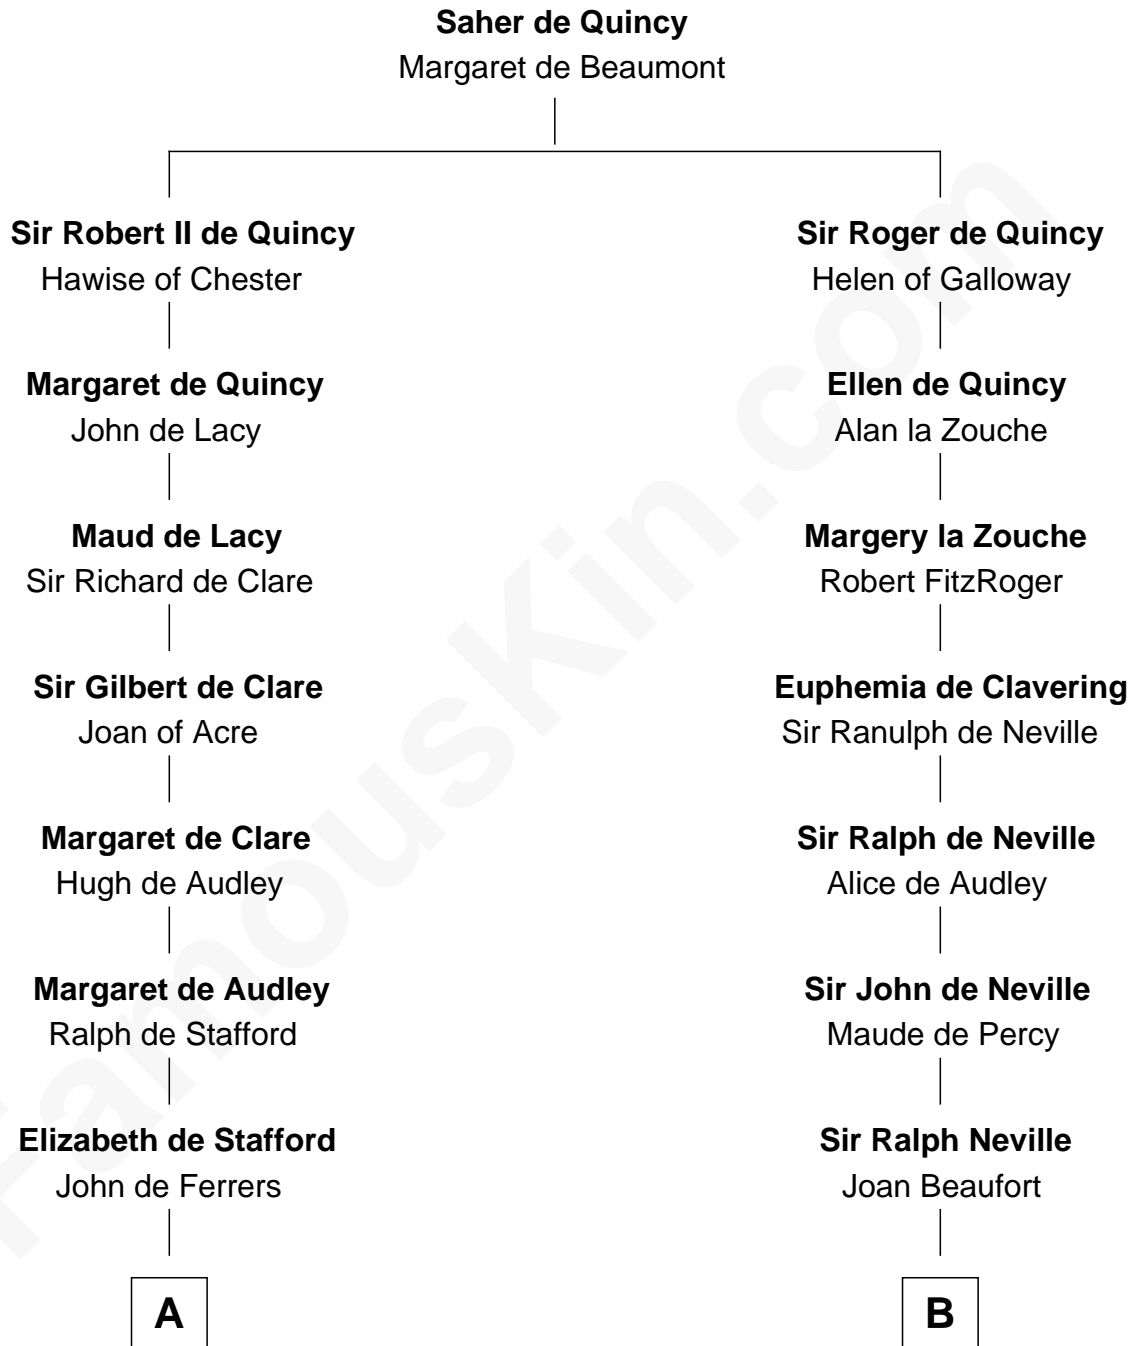 Saher de Quincy
Margaret de Beaumont
Sir Robert II de Quincy
Hawise of Chester
Sir Roger de Quincy
Helen of Galloway
Margaret de Quincy
John de Lacy
Ellen de Quincy
Alan la Zouche
Maud de Lacy
Sir Richard de Clare
Margery la Zouche
Robert FitzRoger
Sir Gilbert de Clare
Joan of Acre
Euphemia de Clavering
Sir Ranulph de Neville
Margaret de Clare
Hugh de Audley
Sir Ralph de Neville
Alice de Audley
Margaret de Audley
Ralph de Stafford
Sir John de Neville
Maude de Percy
Elizabeth de Stafford
John de Ferrers
Sir Ralph Neville
Joan Beaufort
A
B
FamousKin.com